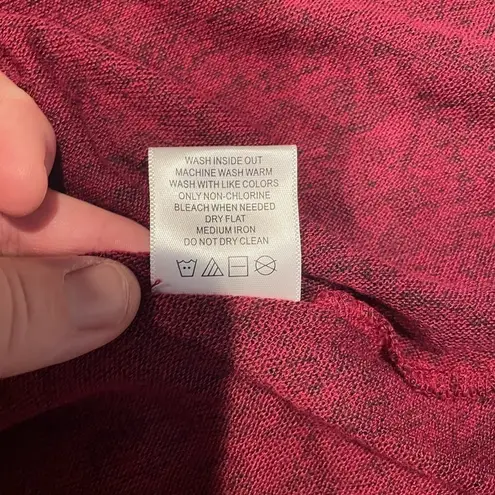 WASH INSIDE OUT
MACHINE WASH WARM
WASH WITH LIKE COLORS
ONLY NON-CHLORINE
BLEACH WHEN NEEDED
DRY FLAT
MEDIUM IRON
DO NOT DRY CLEAN